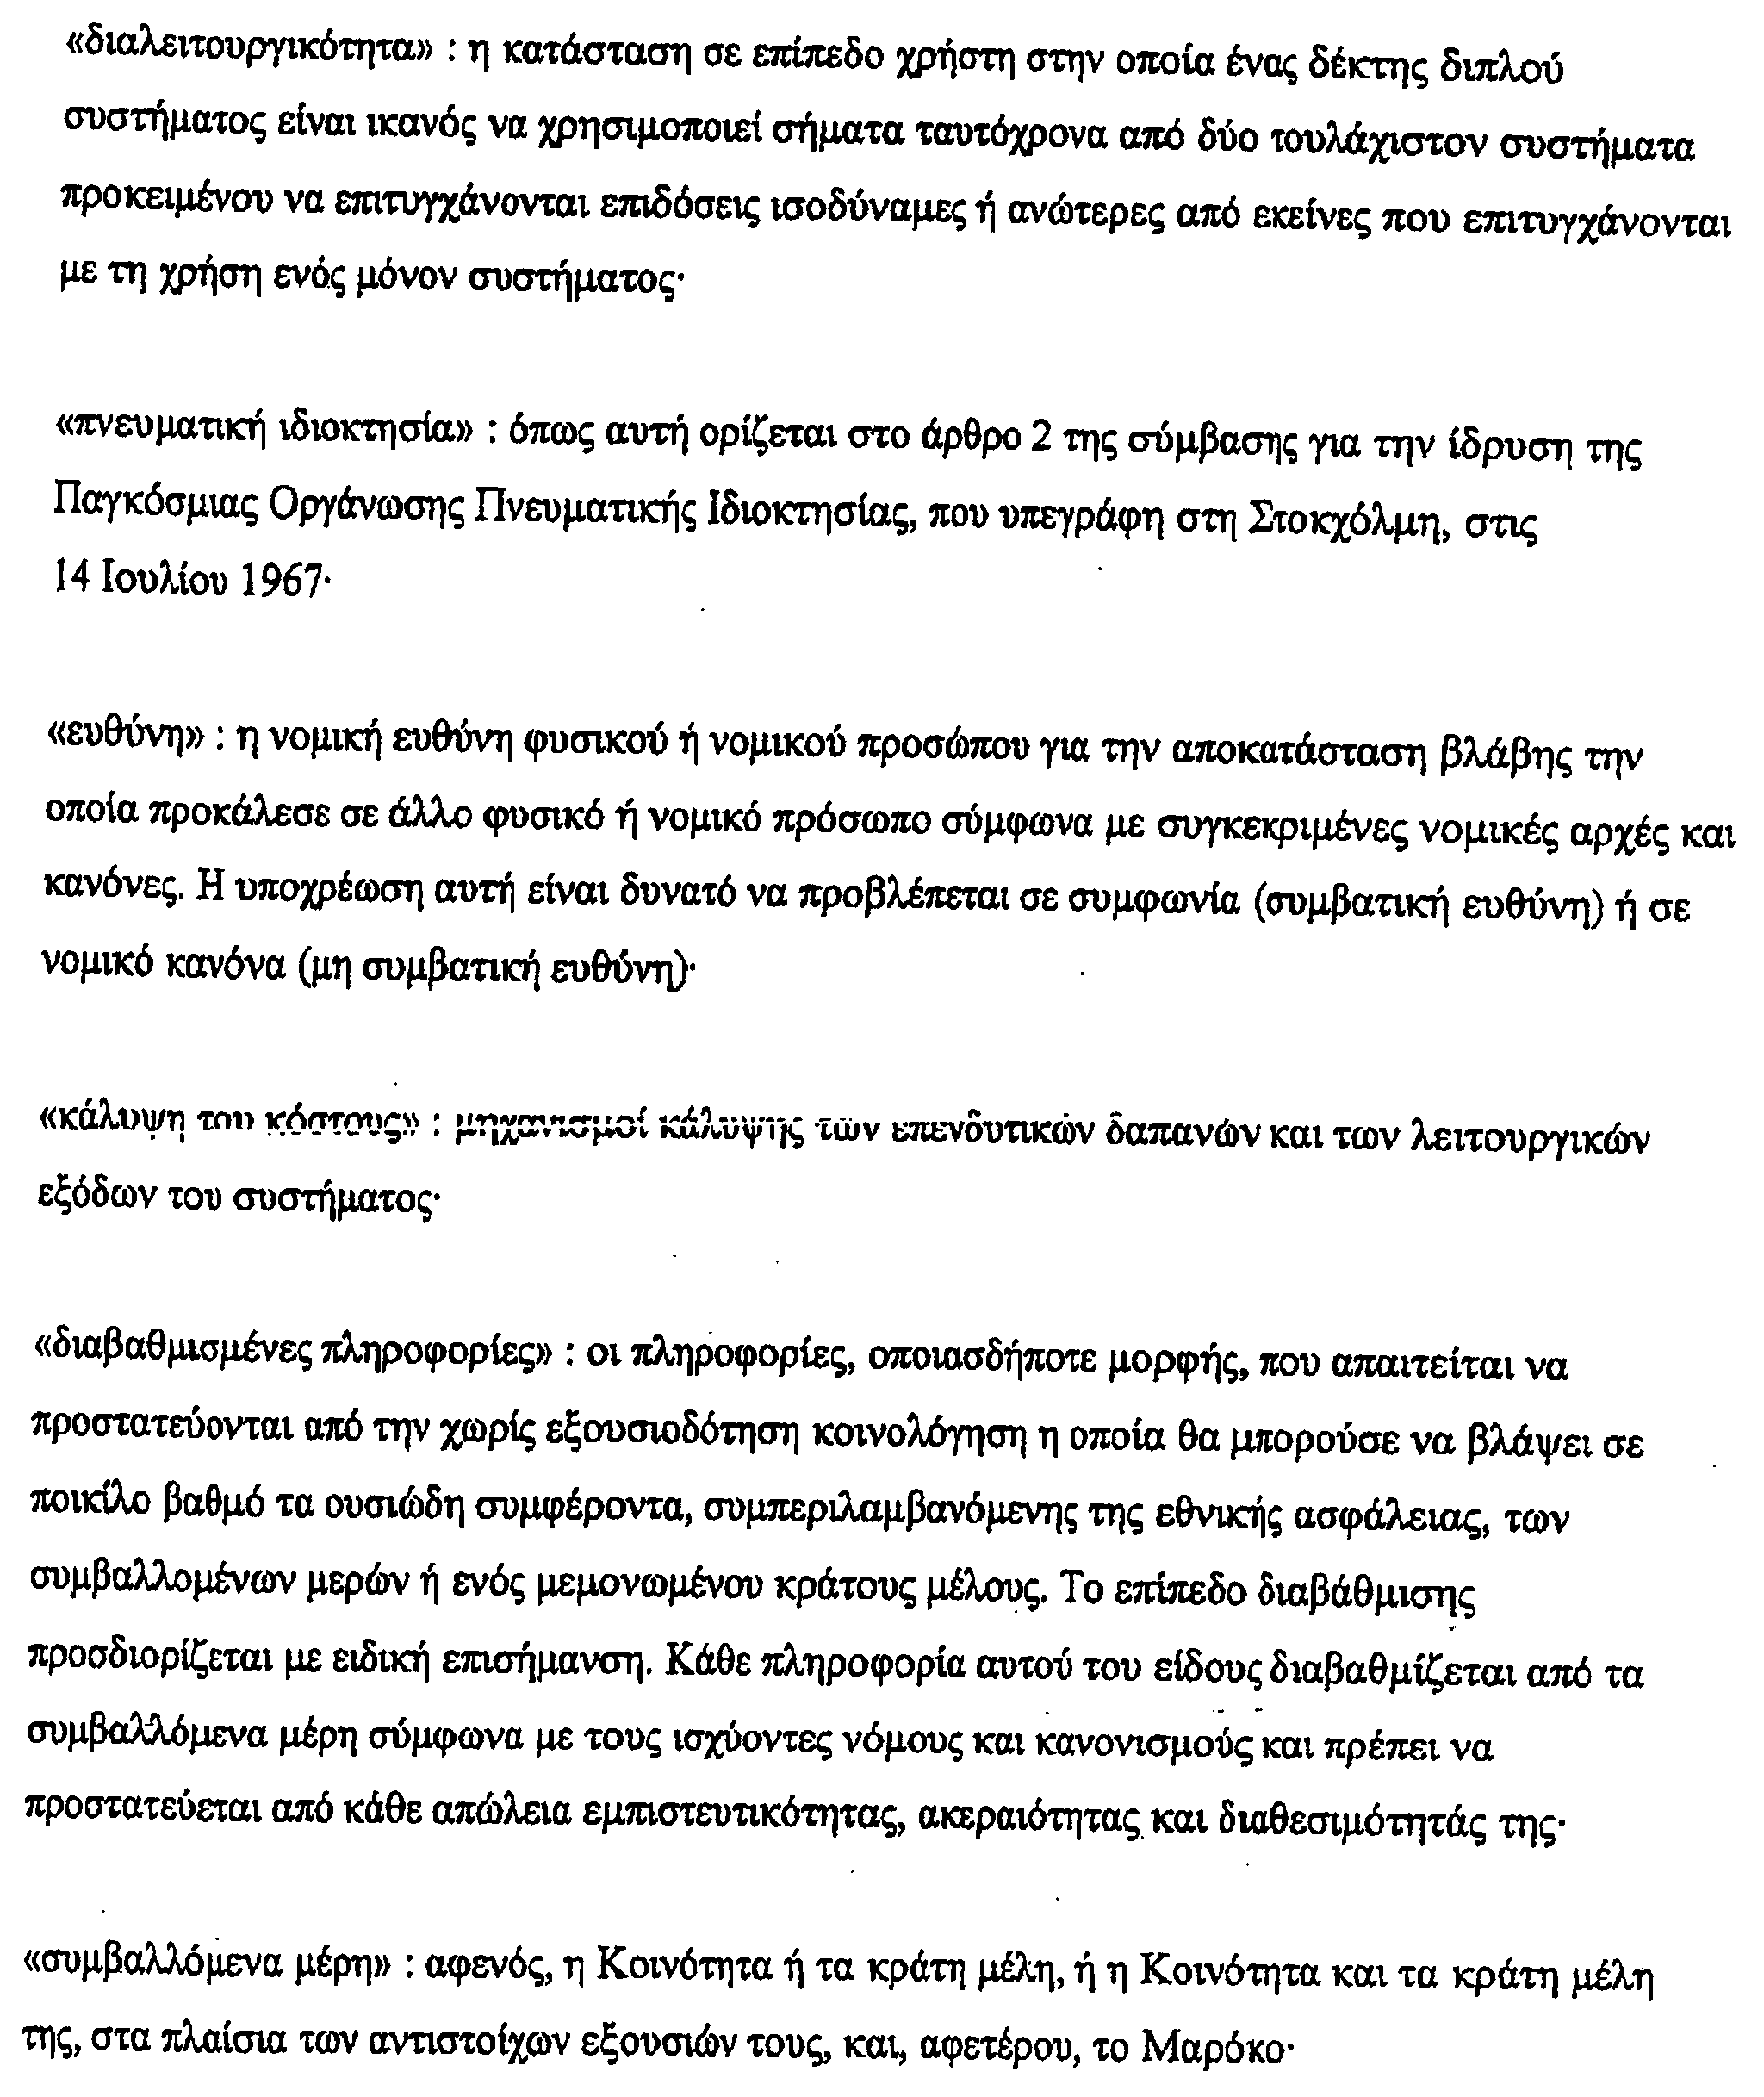 «διαλειτουργικότητα» : η κατάσταση σε επίπεδο χρήστη στην οποία ένας δέκτης διπλού
συστήματος είναι ικανός να χρησιμοποιεί σήματα ταυτόχρονα από δύο τουλάχιστον συστήματα
προκειμένου να επιτυγχάνονται επιδόσεις ισοδύναμες ή ανώτερες από εκείνες που επιτυγχάνονται
με τη χρήση ενός μόνον συστήματος·
«πνευματική ιδιοκτησία» : όπως αυτή ορίζεται στο άρθρο 2 της σύμβασης για την ίδρυση της
Παγκόσμιας Οργάνωσης Πνευματικής Ιδιοκτησίας, που υπεγράφη στη Στοκχόλμη, στις
14 Ιουλίου 1967·
«ευθύνη» : η νομική ευθύνη φυσικού ή νομικού προσώπου για την αποκατάσταση βλάβης την
οποία προκάλεσε σε άλλο φυσικό ή νομικό πρόσωπο σύμφωνα με συγκεκριμένες νομικές αρχές και
κανόνες. Η υποχρέωση αυτή είναι δυνατό να προβλέπεται σε συμφωνία (συμβατική ευθύνη) ή σε
νομικό κανόνα (μη συμβατική ευθύνη)·
«κάλυψη του κόστους» : μηχανισμοί κάλυψης των επενδυτικών δαπανών και των λειτουργικών
εξόδων του συστήματος·
«διαβαθμισμένες πληροφορίες» : οι πληροφορίες, οποιασδήποτε μορφής, που απαιτείται να
προστατεύονται από την χωρίς εξουσιοδότηση κοινολόγηση η οποία θα μπορούσε να βλάψει σε
ποικίλο βαθμό τα ουσιώδη συμφέροντα, συμπεριλαμβανόμενης της εθνικής ασφάλειας, των
συμβαλλομένων μερών ή ενός μεμονωμένου κράτους μέλους. Το επίπεδο διαβάθμισης
προσδιορίζεται με ειδική επισήμανση. Κάθε πληροφορία αυτού του είδους διαβαθμίζεται από τα
συμβαλλόμενα μέρη σύμφωνα με τους ισχύοντες νόμους και κανονισμούς και πρέπει να
προστατεύεται από κάθε απώλεια εμπιστευτικότητας, ακεραιότητας και διαθεσιμότητάς της·
«συμβαλλόμενα μέρη» : αφενός, η Κοινότητα ή τα κράτη μέλη, ή η Κοινότητα και τα κράτη μέλη
της, στα πλαίσια των αντιστοίχων εξουσιών τους, και, αφετέρου, το Μαρόκο·